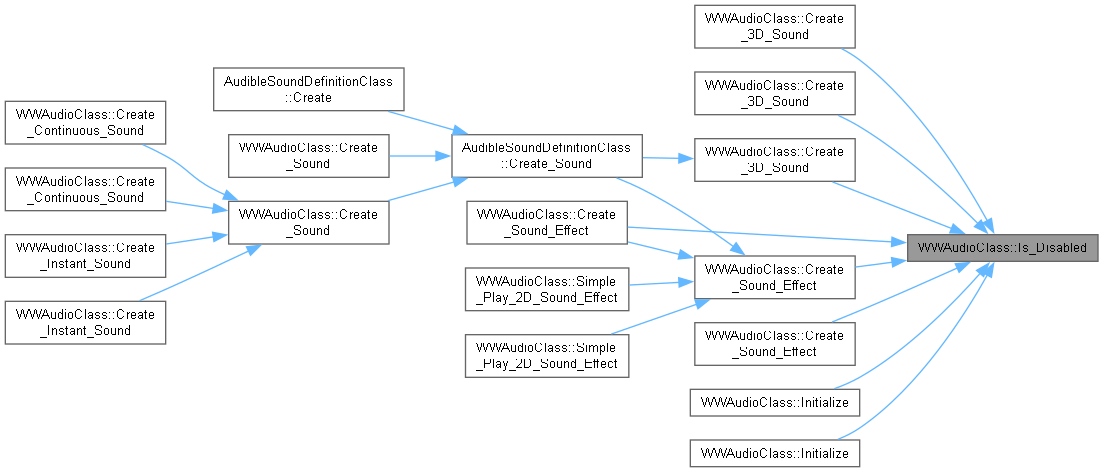 WWAudioClass::Create
_3D_Sound
WWAudioClass::Create
_3D_Sound
AudibleSoundDefinitionClass
::Create
WWAudioClass::Create
_Continuous_Sound
WWAudioClass::Create
_Sound
AudibleSoundDefinitionClass
::Create_Sound
WWAudioClass::Create
_3D_Sound
WWAudioClass::Create
_Continuous_Sound
WWAudioClass::Create
_Sound
WWAudioClass::Create
_Sound_Effect
WWAudioClass::Is_Disabled
WWAudioClass::Create
_Instant_Sound
WWAudioClass::Simple
_Play_2D_Sound_Effect
WWAudioClass::Create
_Sound_Effect
WWAudioClass::Create
_Instant_Sound
WWAudioClass::Simple
_Play_2D_Sound_Effect
WWAudioClass::Create
_Sound_Effect
WWAudioClass::Initialize
WWAudioClass::Initialize